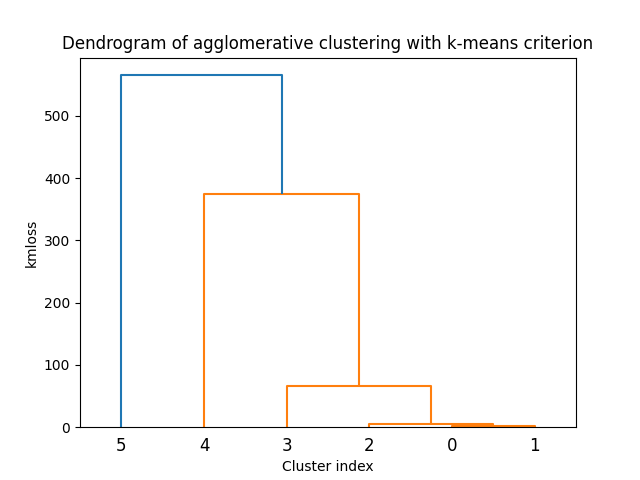 Dendrogram of agglomerative clustering with k-means criterion
500
400
300
200
100
0
kmloss
5 4 3 2 0 1
Cluster index